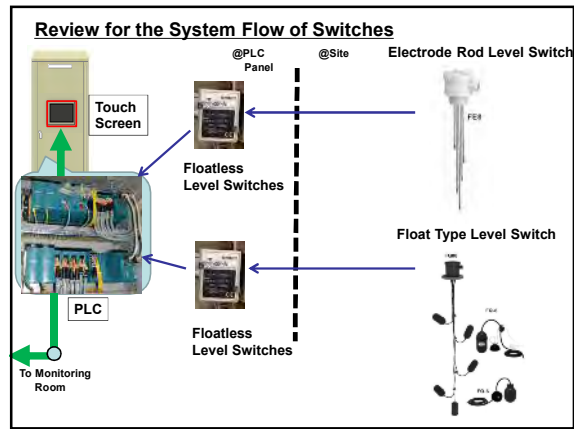 Review for the System Flow of Switches
@PLC
Panel
@Site
Electrode Rod Level Switch
Touch
Screen
Floatless
Level Switches
Float Type Level Switch
PLC
Floatless
Level Switches
To Monitoring
Room